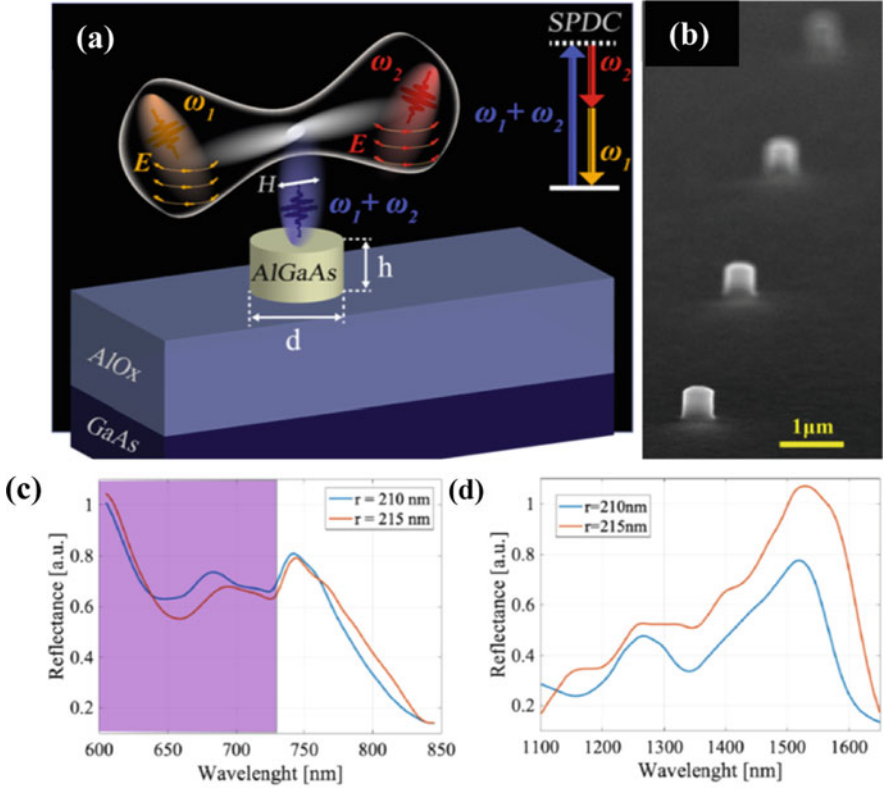 (a)
SPDC
ω₂
ω₁
ω₁ + ω₂
ω₂
ω₁
E
E
H
ω₁ + ω₂
AlGaAs
h
d
AlOx
GaAs
(b)
1μm
(c)
1
0.8
0.6
0.4
0.2
Reflectance [a.u.]
r = 210 nm
r = 215 nm
600
650
700
750
800
850
Wavelenght [nm]
(d)
1
0.8
0.6
0.4
0.2
Reflectance [a.u.]
r=210nm
r=215nm
1100
1200
1300
1400
1500
1600
Wavelenght [nm]